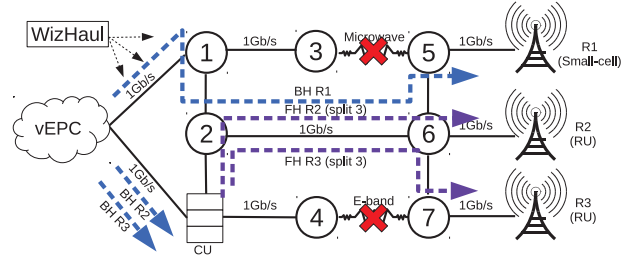 WizHaul
1
1Gb/s
3
Microwave
5
1Gb/s
R1
(Small-cell)
1Gb/s
BH R1
FH R2 (split 3)
vEPC
2
1Gb/s
6
1Gb/s
R2
(RU)
FH R3 (split 3)
1Gb/s
BH R2
BH R3
CU
1Gb/s
4
E-band
7
1Gb/s
R3
(RU)